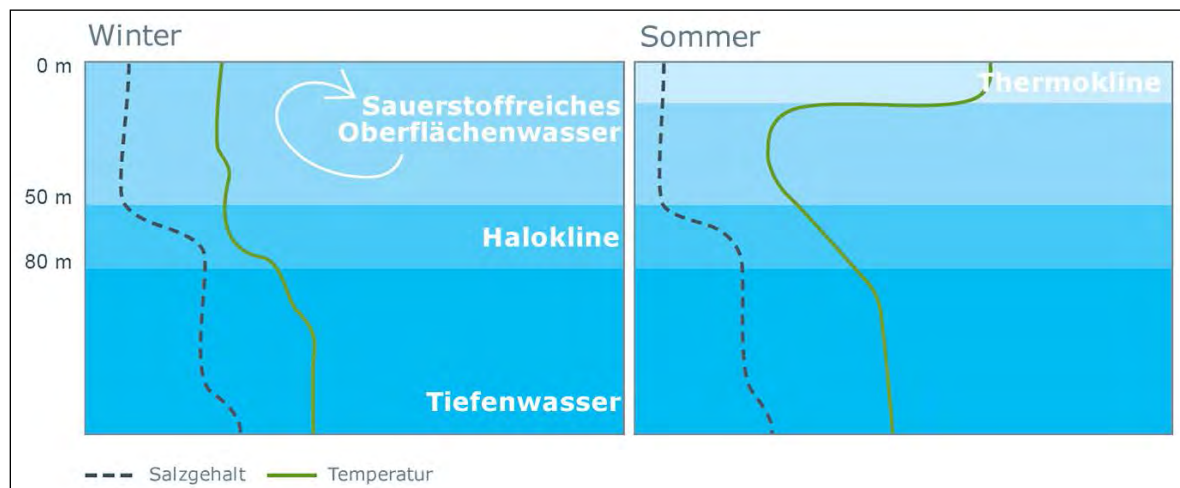 Winter
Sommer
0 m
Thermokline
Sauerstoffreiches
Oberflächenwasser
50 m
Halokline
80 m
Tiefenwasser
Salzgehalt
Temperatur